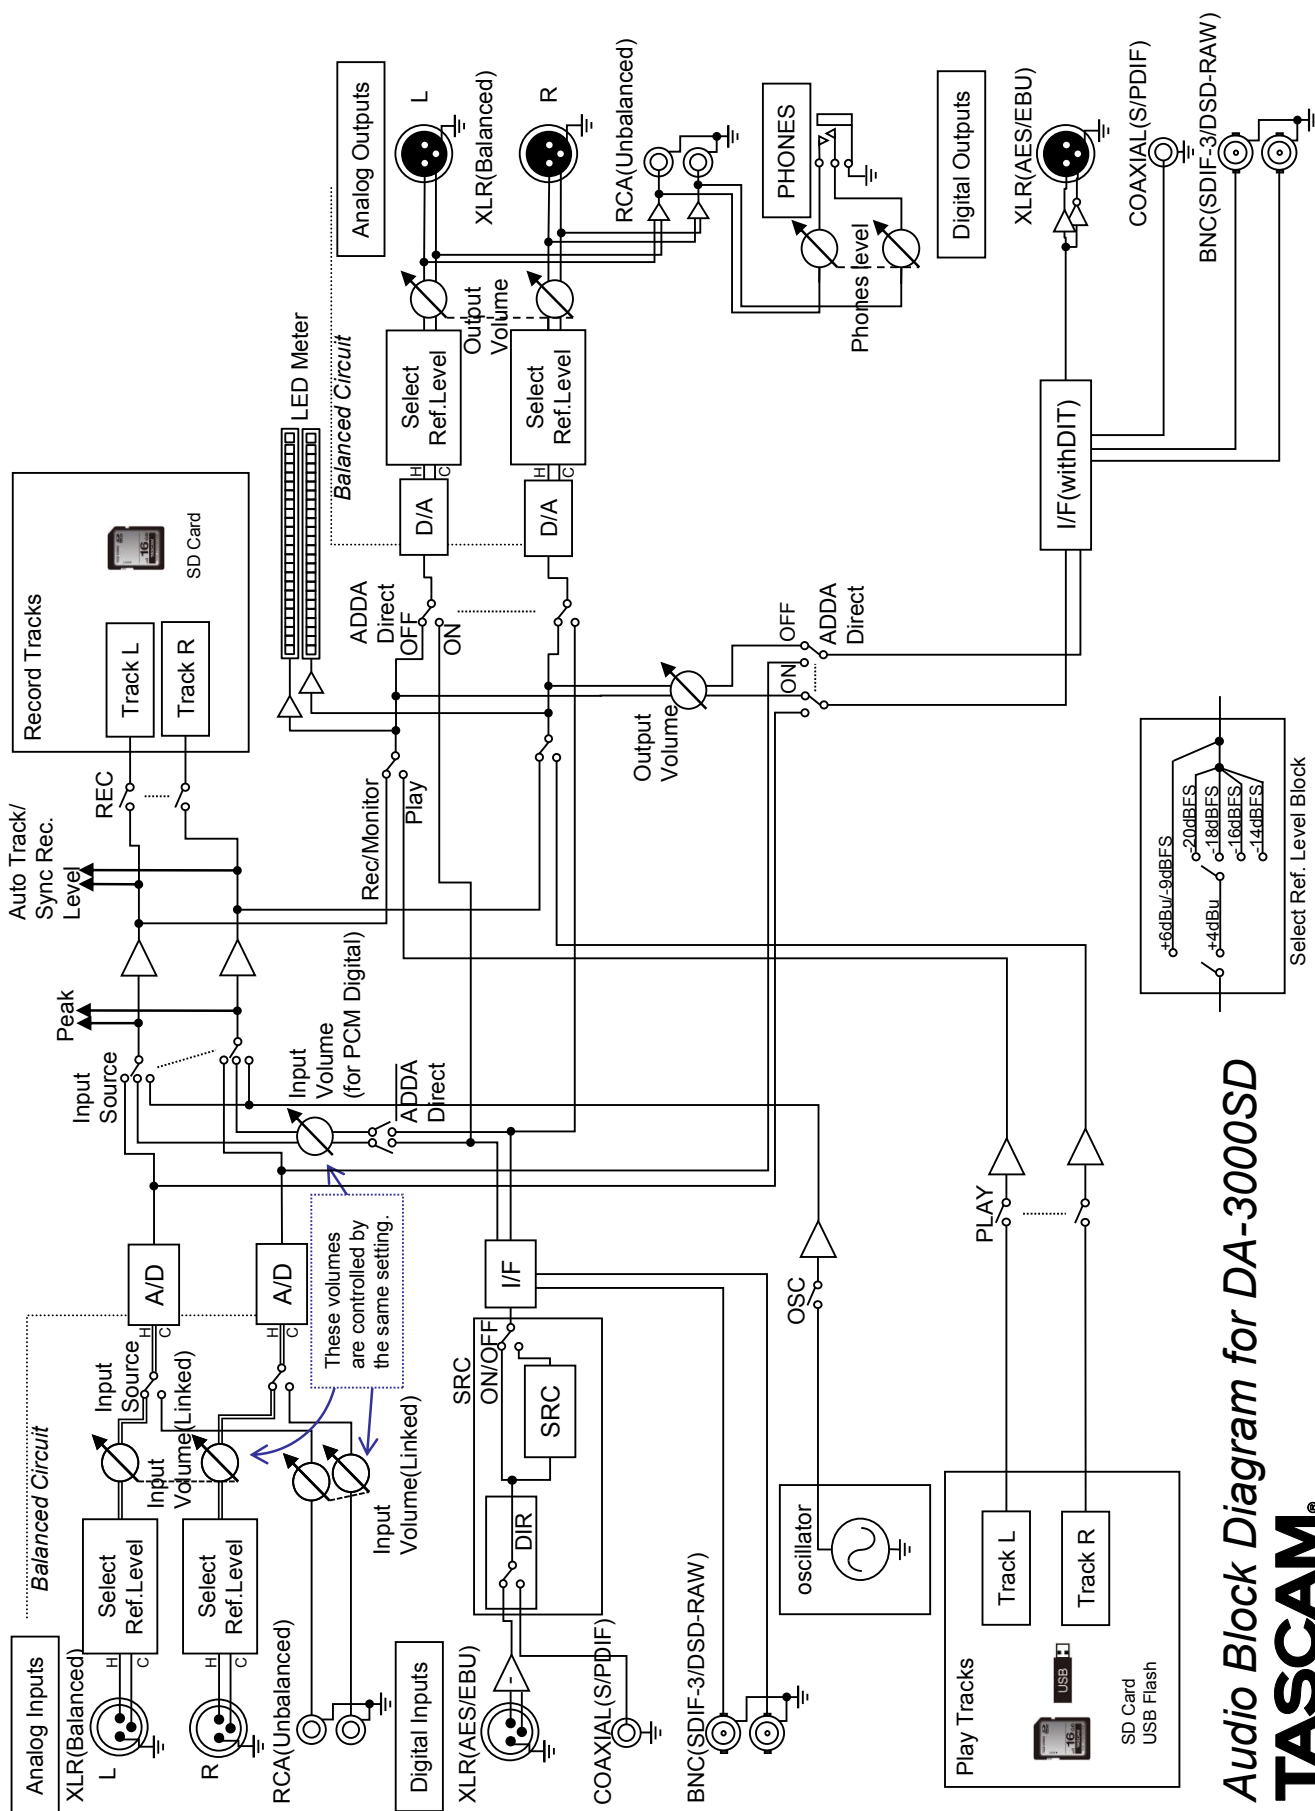 Analog Inputs
XLR(Balanced)
L
H
C
Select
Ref.Level
R
H
C
Select
Ref.Level
RCA(Unbalanced)
Balanced Circuit
Input
Volume(Linked)
Input
Source
Input
Volume(Linked)
H
C
A/D
H
C
A/D
These volumes
are controlled by
the same setting.
Digital Inputs
XLR(AES/EBU)
-
COAXIAL(S/PDIF)
BNC(SDIF-3/DSD-RAW)
DIR
SRC
SRC
ON/OFF
I/F
oscillator
OSC
Play Tracks
SD Card
USB Flash
USB
16
Track L
Track R
PLAY
Input
Source
Input
Volume
(for PCM Digital)
ADDA
Direct
Peak
Auto Track/
Sync Rec.
Level
REC
Record Tracks
Track L
Track R
SD Card
16
Rec/Monitor
Play
LED Meter
ADDA
Direct
OFF
ON
Balanced Circuit
D/A
H
C
Select
Ref.Level
D/A
H
C
Select
Ref.Level
Output
Volume
Analog Outputs
L
XLR(Balanced)
R
RCA(Unbalanced)
PHONES
Phones level
Output
Volume
ON
OFF
ADDA
Direct
I/F(withDIT)
Digital Outputs
XLR(AES/EBU)
COAXIAL(S/PDIF)
BNC(SDIF-3/DSD-RAW)
+6dBu/-9dBFS
+4dBu
-20dBFS
-18dBFS
-16dBFS
-14dBFS
Select Ref. Level Block
Audio Block Diagram for DA-3000SD
TASCAM®